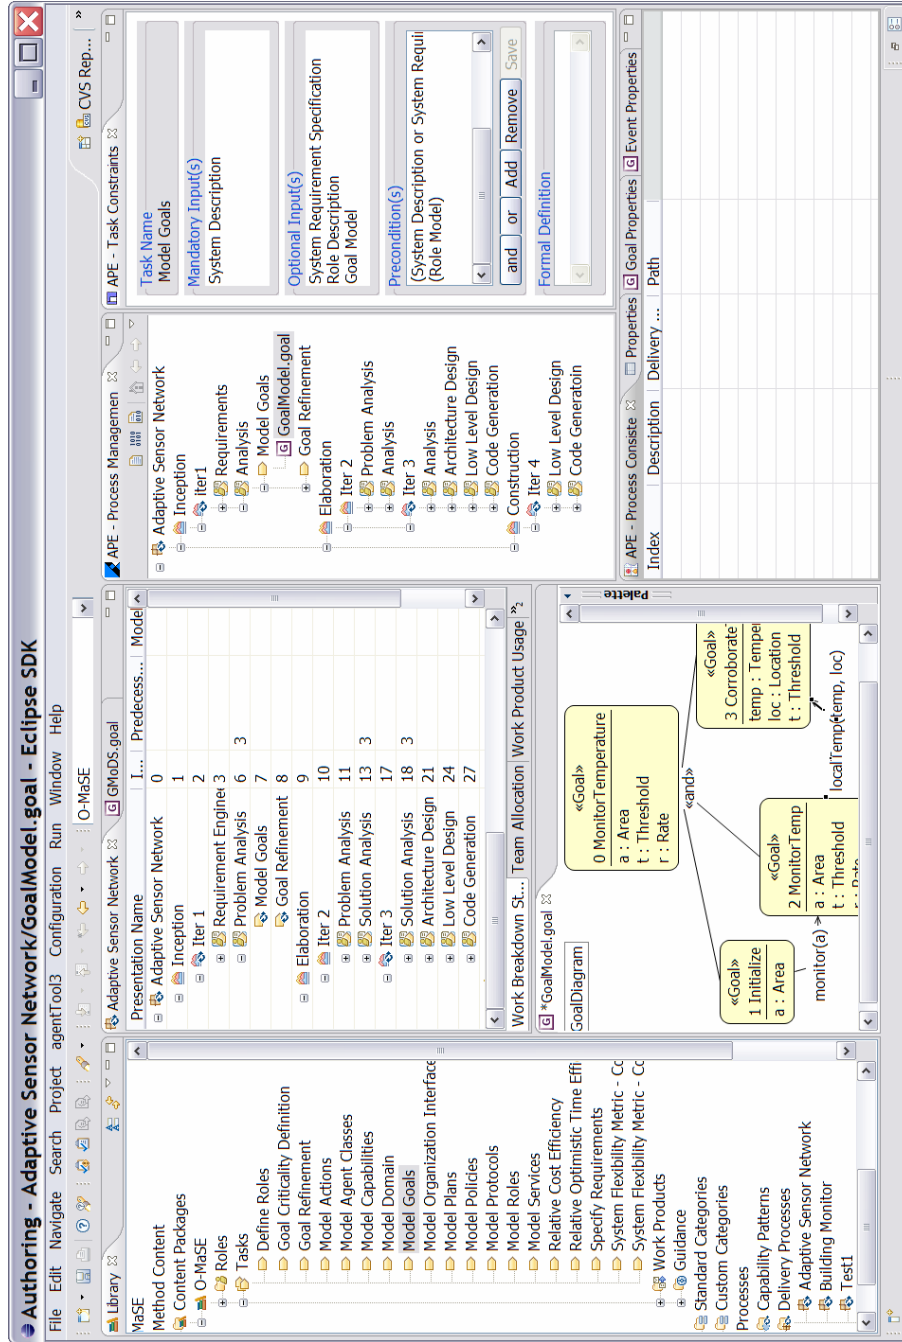 Authoring - Adaptive Sensor Network/GoalModel.goal - Eclipse SDK
File Edit Navigate Search Project agentTool3 Configuration Run Window Help
O-MaSE
CVS Rep...
»
Library
MaSE
Method Content
Content Packages
O-MaSE
Roles
Tasks
Define Roles
Goal Criticality Definition
Goal Refinement
Model Actions
Model Agent Classes
Model Capabilities
Model Domain
Model Goals
Model Organization Interface
Model Plans
Model Policies
Model Protocols
Model Roles
Model Services
Relative Cost Efficiency
Relative Optimistic Time Effi
Specify Requirements
System Flexibility Metric - Cc
System Flexibility Metric - Cc
Work Products
Guidance
Standard Categories
Custom Categories
Processes
Capability Patterns
Delivery Processes
Adaptive Sensor Network
Building Monitor
Test1
Adaptive Sensor Network GMoDS.goal
Presentation Name I... Predecess... Model
Adaptive Sensor Network 0
Inception 1
Iter 1 2
Requirement Enginee 3
Problem Analysis 6 3
Model Goals 7
Goal Refinement 8
Elaboration 9
Iter 2 10
Problem Analysis 11
Solution Analysis 13 3
Iter 3 17
Solution Analysis 18 3
Architecture Design 21
Low Level Design 24
Code Generation 27
Work Breakdown St... Team Allocation Work Product Usage »2
*GoalModel.goal
GoalDiagram
Palette
«Goal»
0 MonitorTemperature
a : Area
t : Threshold
r : Rate
«and»
«Goal»
1 Initialize
a : Area
monitor(a)
«Goal»
2 MonitorTemp
a : Area
t : Threshold
r : Rate
localTemp(temp, loc)
«Goal»
3 Corroborate
temp : Temper
loc : Location
t : Threshold
APE - Process Managemen
Adaptive Sensor Network
Inception
iter1
Requirements
Analysis
Model Goals
GoalModel.goal
Goal Refinement
Elaboration
Iter 2
Problem Analysis
Analysis
Iter 3
Analysis
Architecture Design
Low Level Design
Code Generation
Construction
Iter 4
Low Level Design
Code Generatoin
APE - Task Constraints
Task Name
Model Goals
Mandatory Input(s)
System Description
Optional Input(s)
System Requirement Specification
Role Description
Goal Model
Precondition(s)
(System Description or System Requii
(Role Model)
and or Add Remove Save
Formal Definition
APE - Process Consiste Properties Goal Properties Event Properties
Index Description Delivery ... Path